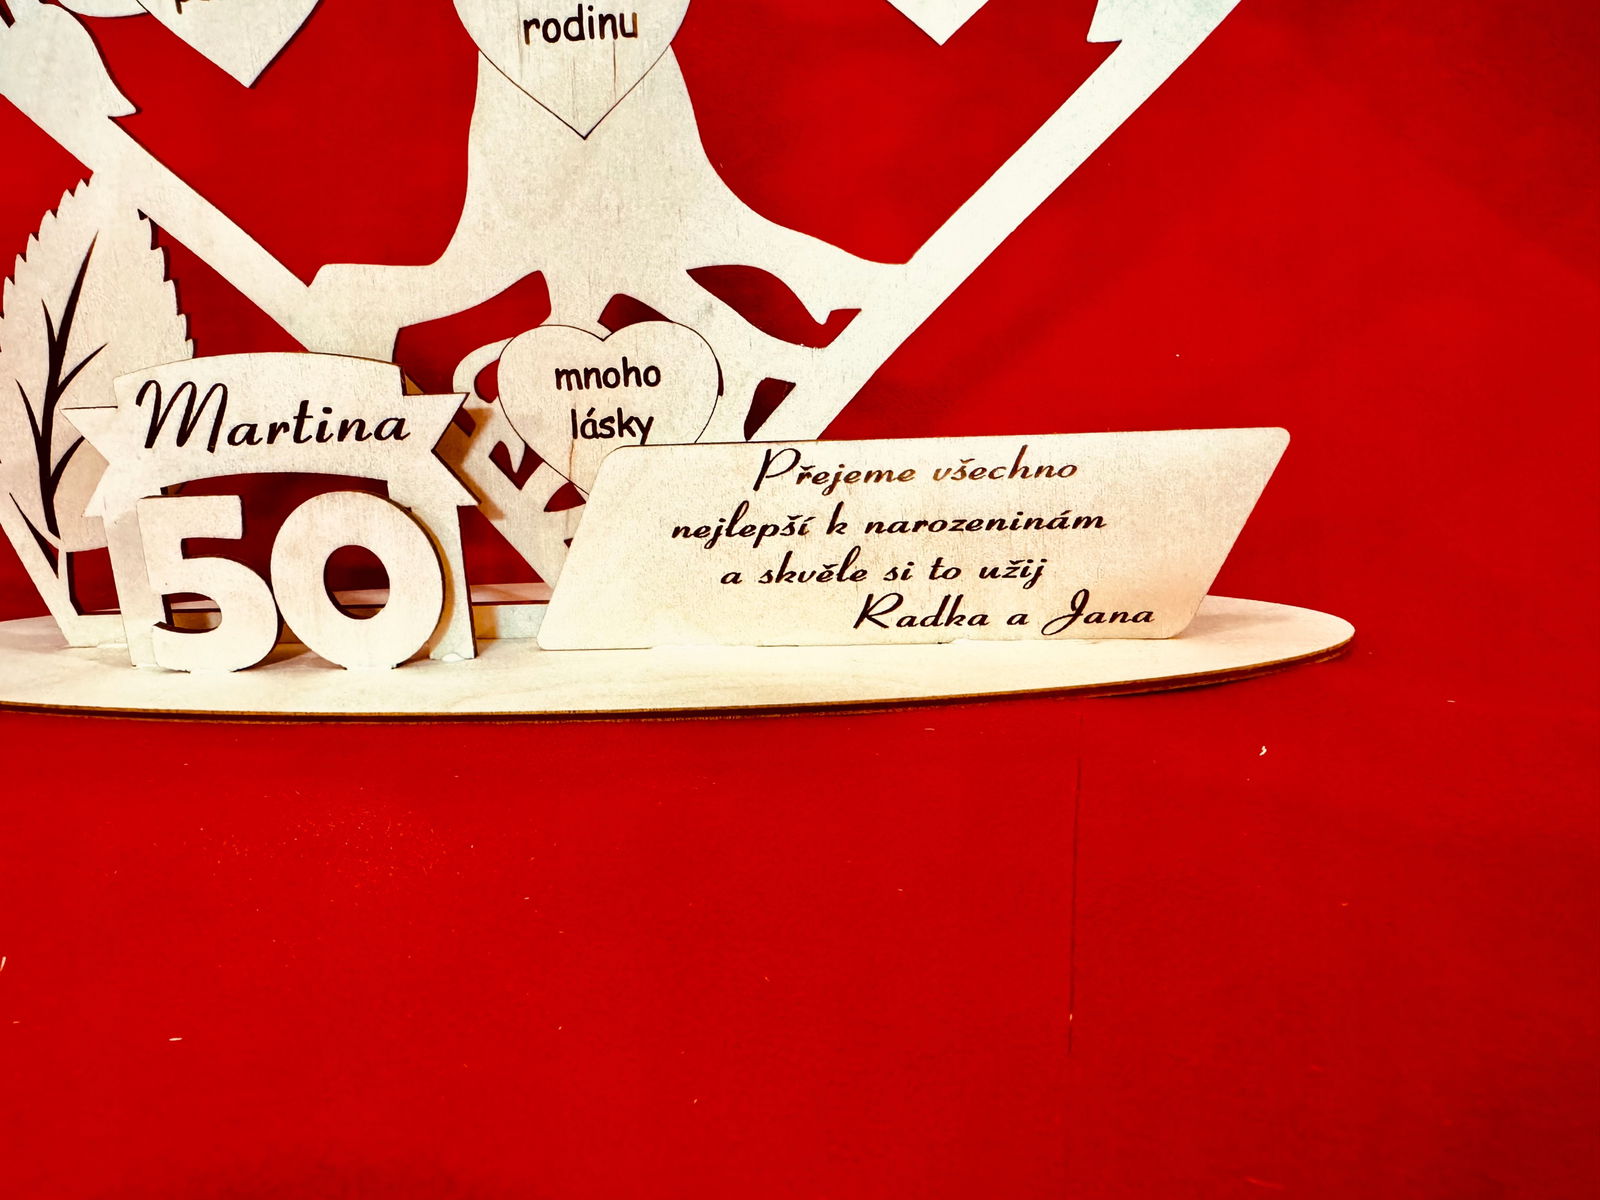 rodinu
mnoho
lásky
Martina
50
Přejeme všechno
nejlepší k narozeninám
a skvěle si to užij
Radka a Jana